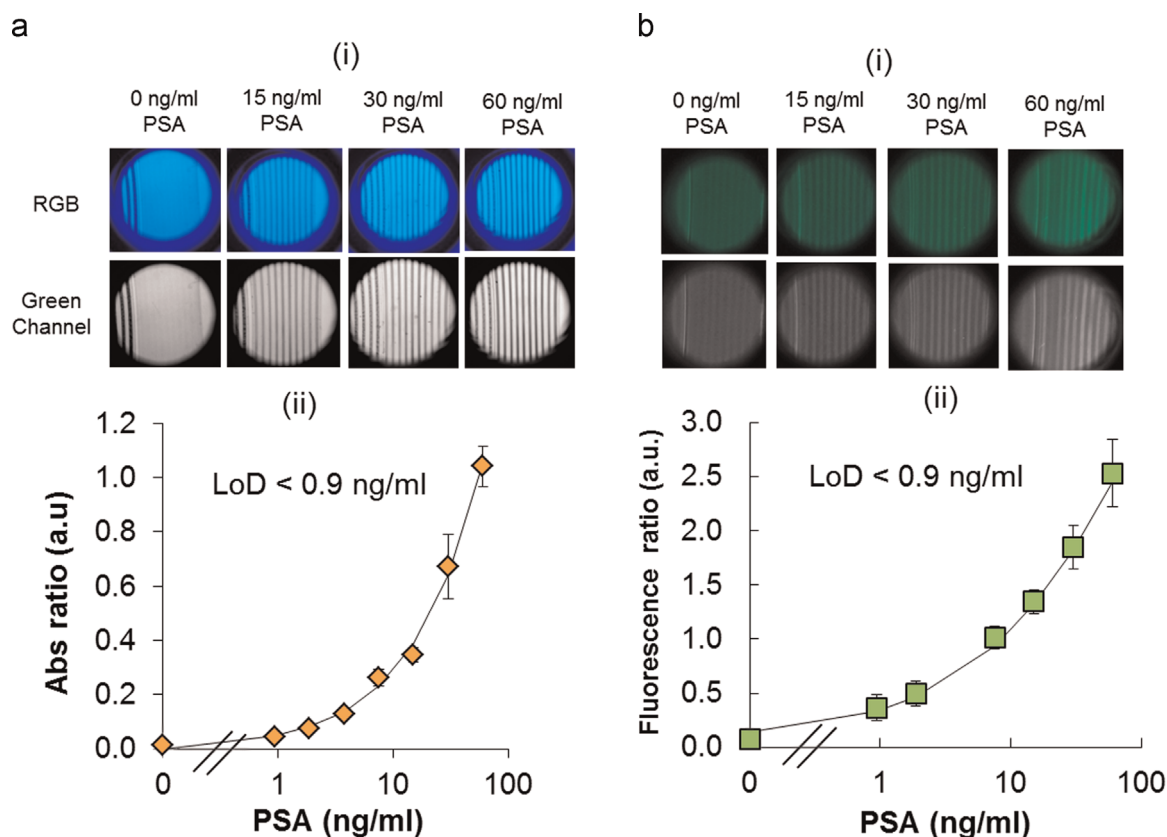 a
(i)
0 ng/ml PSA
15 ng/ml PSA
30 ng/ml PSA
60 ng/ml PSA
RGB
Green Channel
(ii)
1.2
1.0
0.8
0.6
0.4
0.2
0.0
Abs ratio (a.u)
LoD < 0.9 ng/ml
0
1
10
100
PSA (ng/ml)
b
(i)
0 ng/ml PSA
15 ng/ml PSA
30 ng/ml PSA
60 ng/ml PSA
(ii)
3.0
2.5
2.0
1.5
1.0
0.5
0.0
Fluorescence ratio (a.u.)
LoD < 0.9 ng/ml
0
1
10
100
PSA (ng/ml)